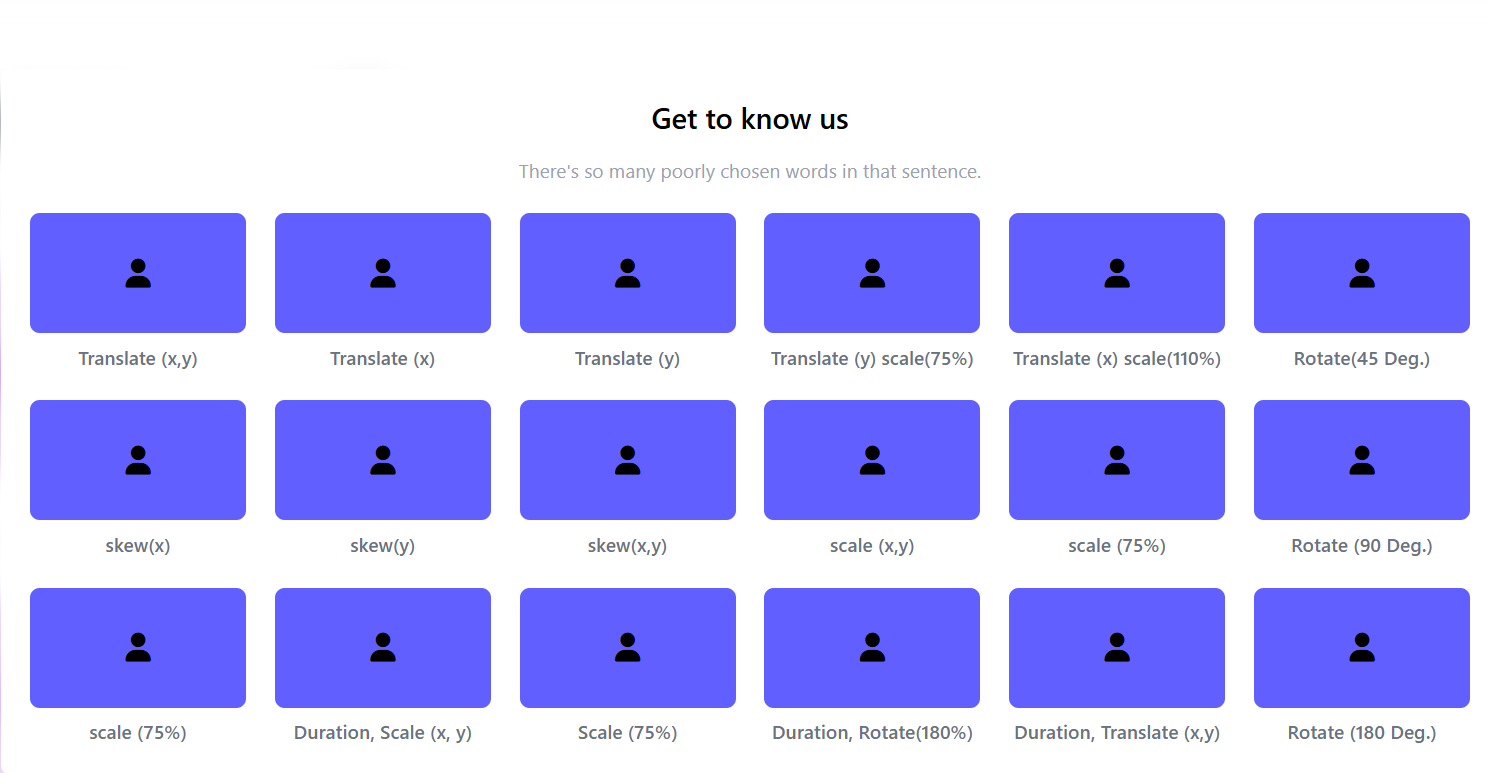 Get to know us
There's so many poorly chosen words in that sentence.
Translate (x,y)
Translate (x)
Translate (y)
Translate (y) scale(75%)
Translate (x) scale(110%)
Rotate(45 Deg.)
skew(x)
skew(y)
skew(x,y)
scale (x,y)
scale (75%)
Rotate (90 Deg.)
scale (75%)
Duration, Scale (x, y)
Scale (75%)
Duration, Rotate(180%)
Duration, Translate (x,y)
Rotate (180 Deg.)